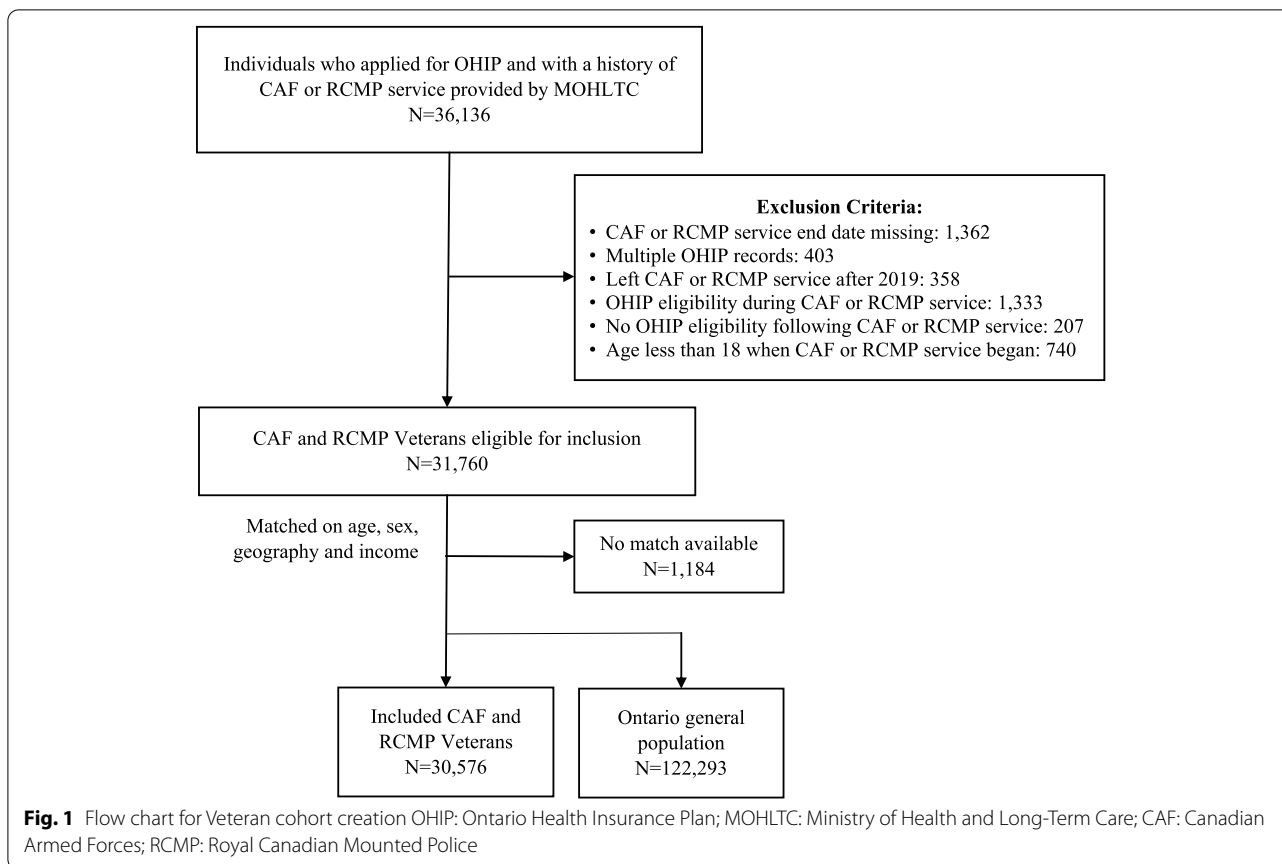 Individuals who applied for OHIP and with a history of
CAF or RCMP service provided by MOHLTC
N=36,136
Exclusion Criteria:
• CAF or RCMP service end date missing: 1,362
• Multiple OHIP records: 403
• Left CAF or RCMP service after 2019: 358
• OHIP eligibility during CAF or RCMP service: 1,333
• No OHIP eligibility following CAF or RCMP service: 207
• Age less than 18 when CAF or RCMP service began: 740
CAF and RCMP Veterans eligible for inclusion
N=31,760
Matched on age, sex,
geography and income
No match available
N=1,184
Included CAF and
RCMP Veterans
N=30,576
Ontario general
population
N=122,293
Fig. 1 Flow chart for Veteran cohort creation OHIP: Ontario Health Insurance Plan; MOHLTC: Ministry of Health and Long-Term Care; CAF: Canadian
Armed Forces; RCMP: Royal Canadian Mounted Police